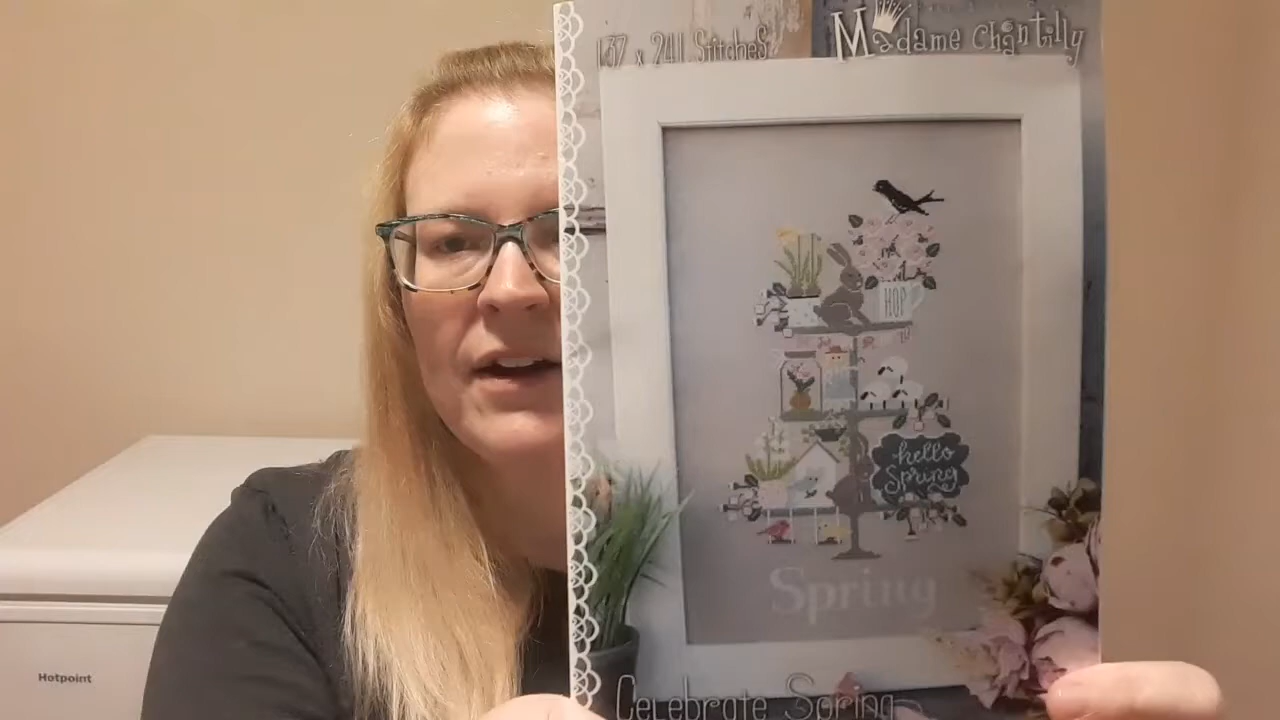 137 x 241 Stitches
Madame Chantilly
HOP
hello
Spring
Spring
Celebrate Spring
Hotpoint